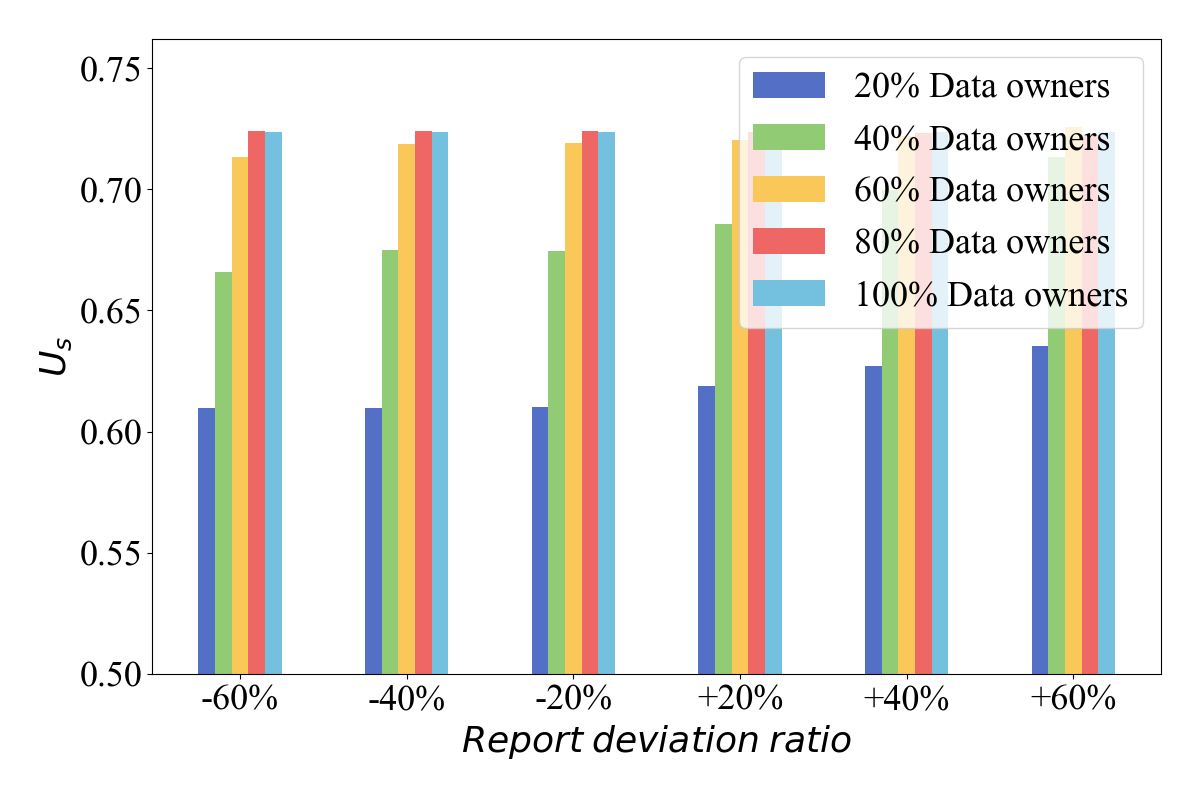 0.75
0.70
0.65
0.60
0.55
0.50
U_s
-60%
-40%
-20%
+20%
+40%
+60%
Report deviation ratio
20% Data owners
40% Data owners
60% Data owners
80% Data owners
100% Data owners